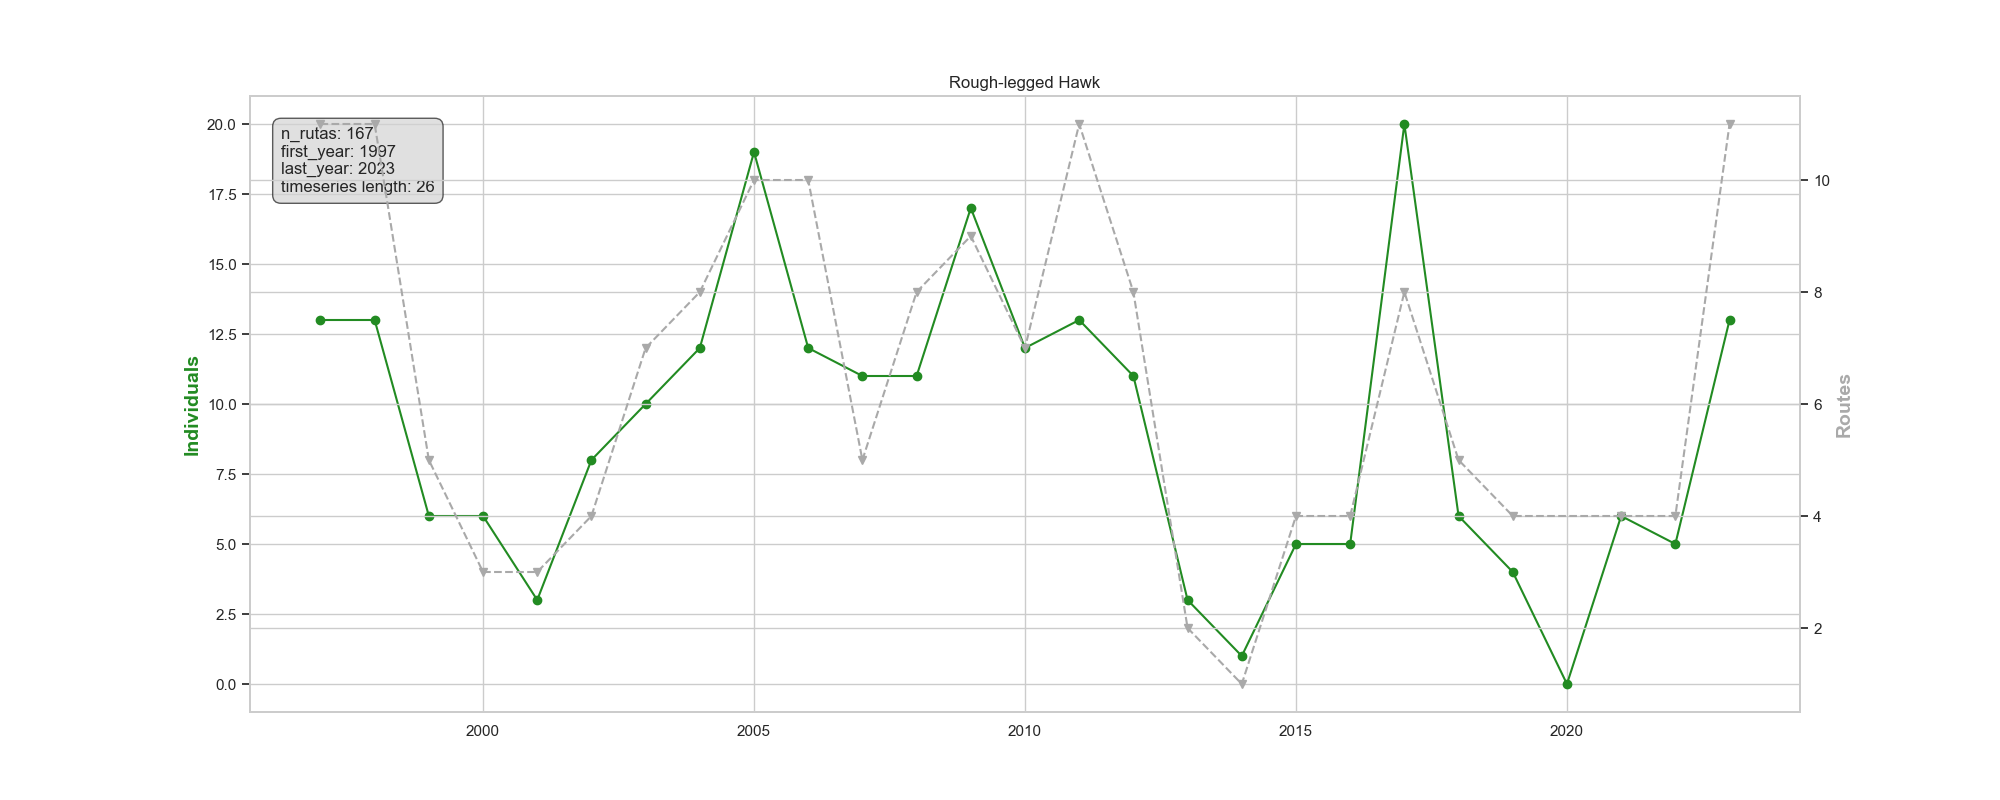 Rough-legged Hawk
n_rutas: 167
first_year: 1997
last_year: 2023
timeseries length: 26
20.0
17.5
15.0
12.5
10.0
7.5
5.0
2.5
0.0
Individuals
10
8
6
4
2
Routes
2000 2005 2010 2015 2020